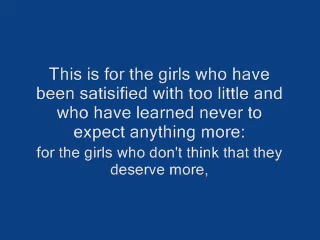 This is for the girls who have
been satisified with too little and
who have learned never to
expect anything more:
for the girls who don't think that they
deserve more,